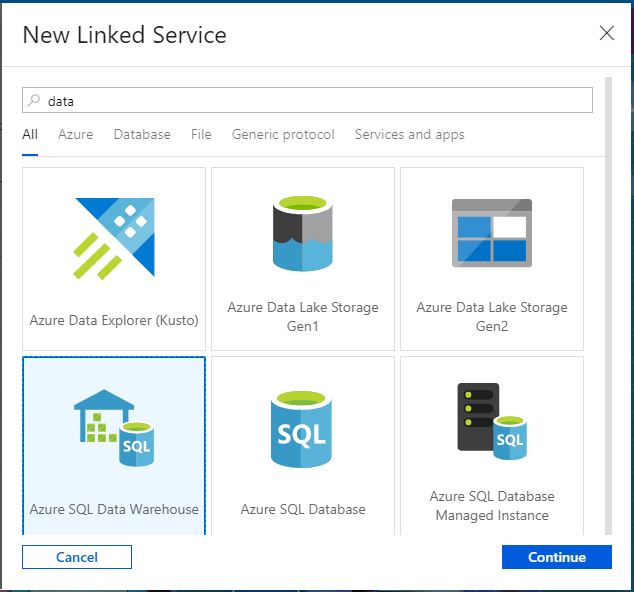 New Linked Service
data
All Azure Database File Generic protocol Services and apps
Azure Data Explorer (Kusto)
Azure Data Lake Storage
Gen1
Azure Data Lake Storage
Gen2
SQL
Azure SQL Data Warehouse
SQL
Azure SQL Database
SQL
Azure SQL Database
Managed Instance
Cancel
Continue